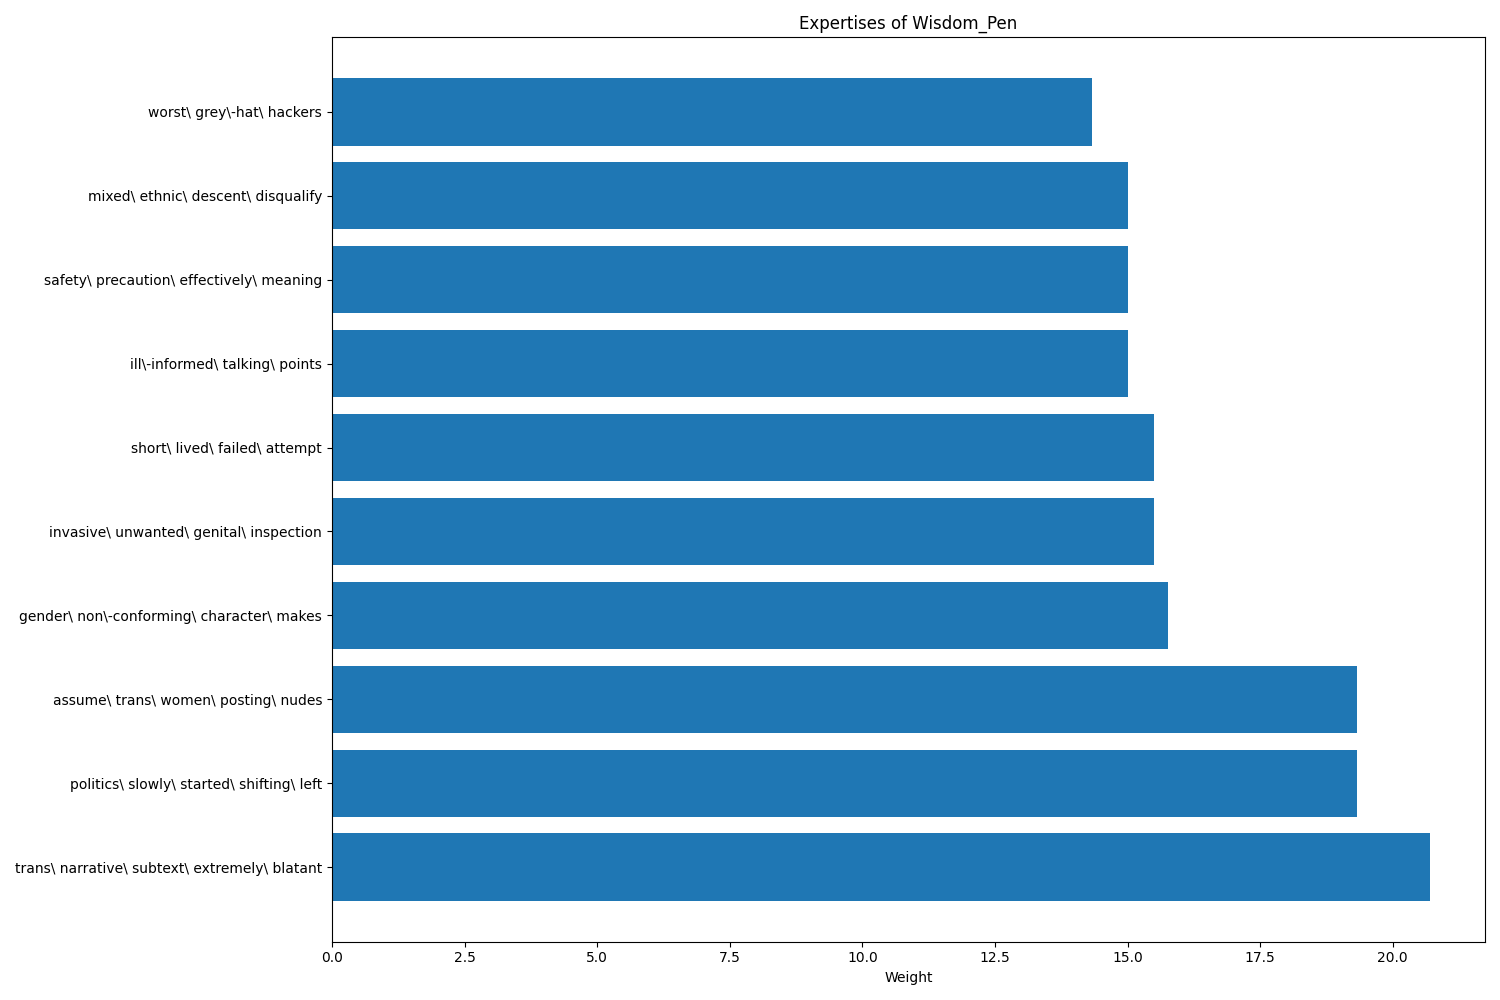 Expertises of Wisdom_Pen
worst\ grey\-hat\ hackers
mixed\ ethnic\ descent\ disqualify
safety\ precaution\ effectively\ meaning
ill\-informed\ talking\ points
short\ lived\ failed\ attempt
invasive\ unwanted\ genital\ inspection
gender\ non\-conforming\ character\ makes
assume\ trans\ women\ posting\ nudes
politics\ slowly\ started\ shifting\ left
trans\ narrative\ subtext\ extremely\ blatant
0.0 2.5 5.0 7.5 10.0 12.5 15.0 17.5 20.0
Weight